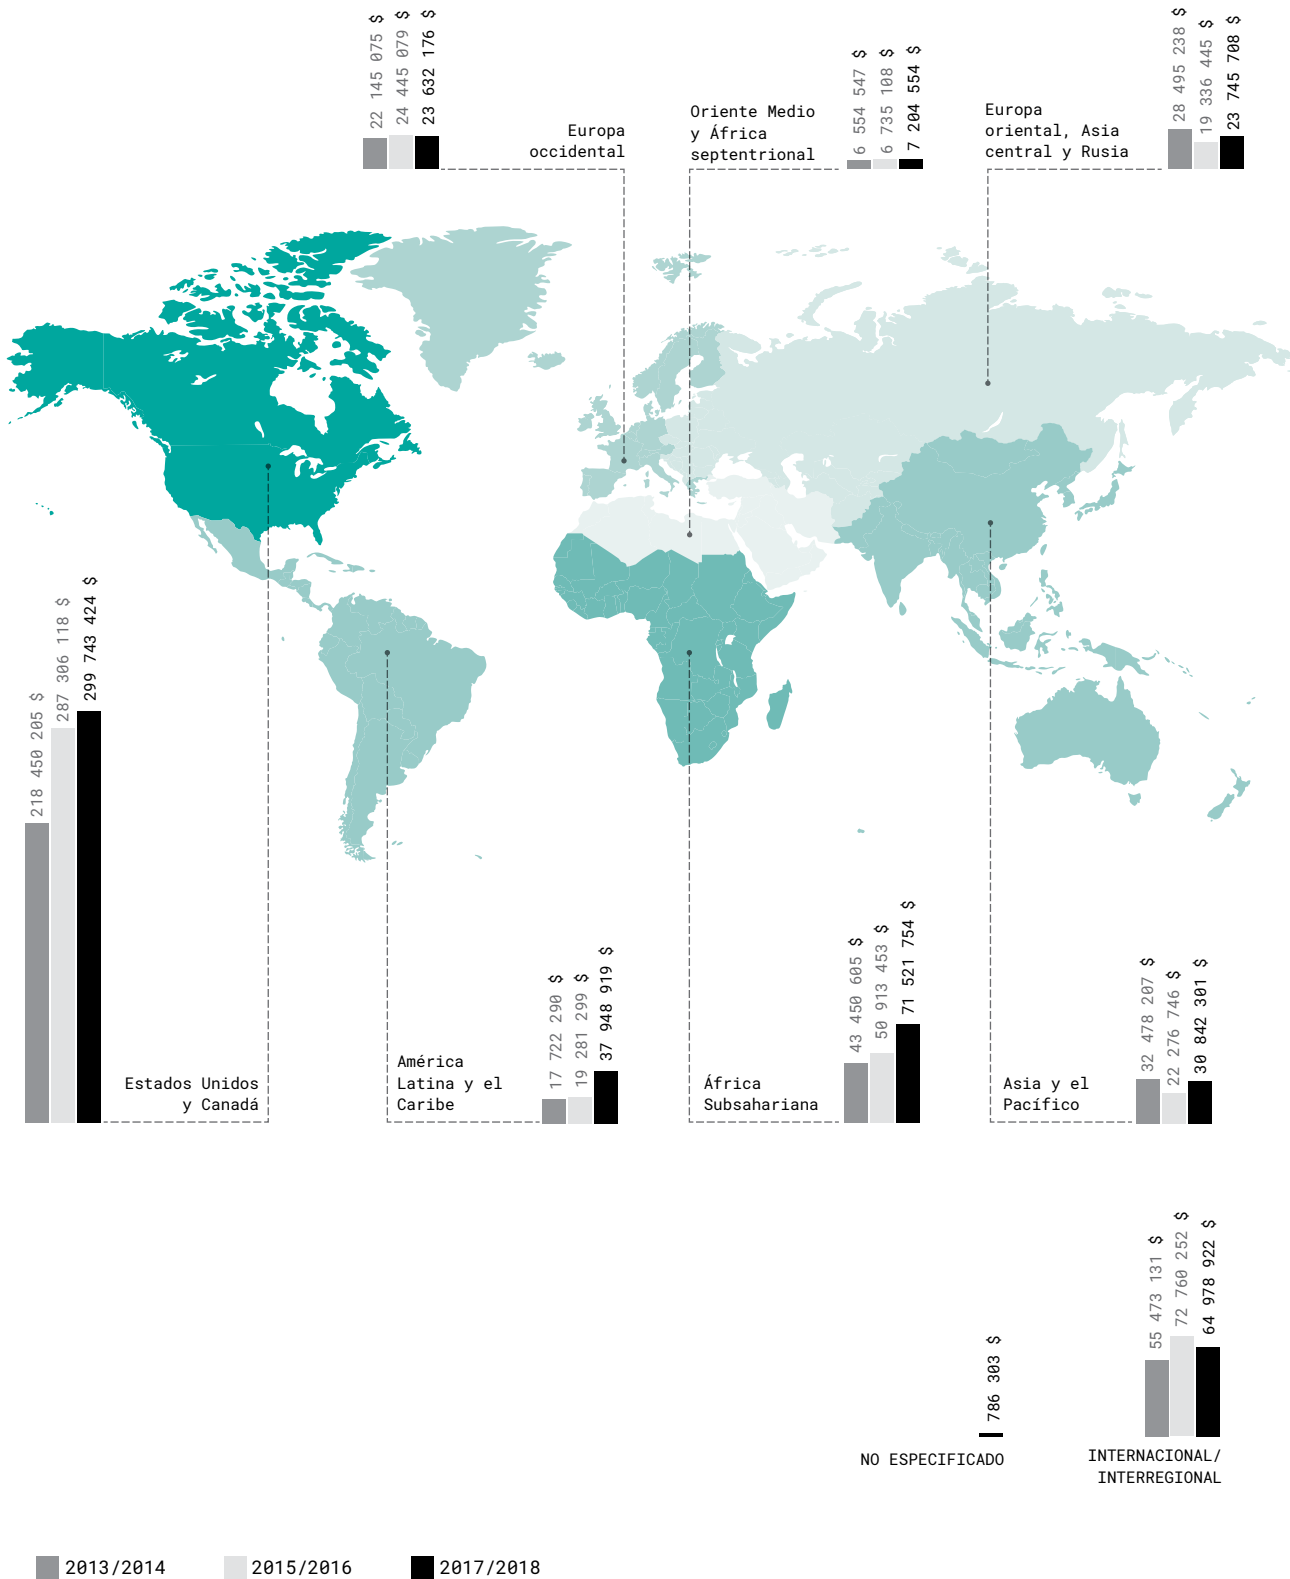 22 145 075 $
24 445 079 $
23 632 176 $
Europa
occidental
Oriente Medio
y África
septentrional
6 554 547 $
6 735 108 $
7 204 554 $
Europa
oriental, Asia
central y Rusia
28 495 238 $
19 336 445 $
23 745 708 $
218 450 205 $
287 306 118 $
299 743 424 $
Estados Unidos
y Canadá
América
Latina y el
Caribe
17 722 290 $
19 281 299 $
37 948 919 $
África
Subsahariana
43 450 605 $
50 913 453 $
71 521 754 $
Asia y el
Pacífico
32 478 207 $
22 276 746 $
30 842 301 $
786 303 $
NO ESPECIFICADO
55 473 131 $
72 760 252 $
64 978 922 $
INTERNACIONAL/
INTERREGIONAL
2013/2014
2015/2016
2017/2018